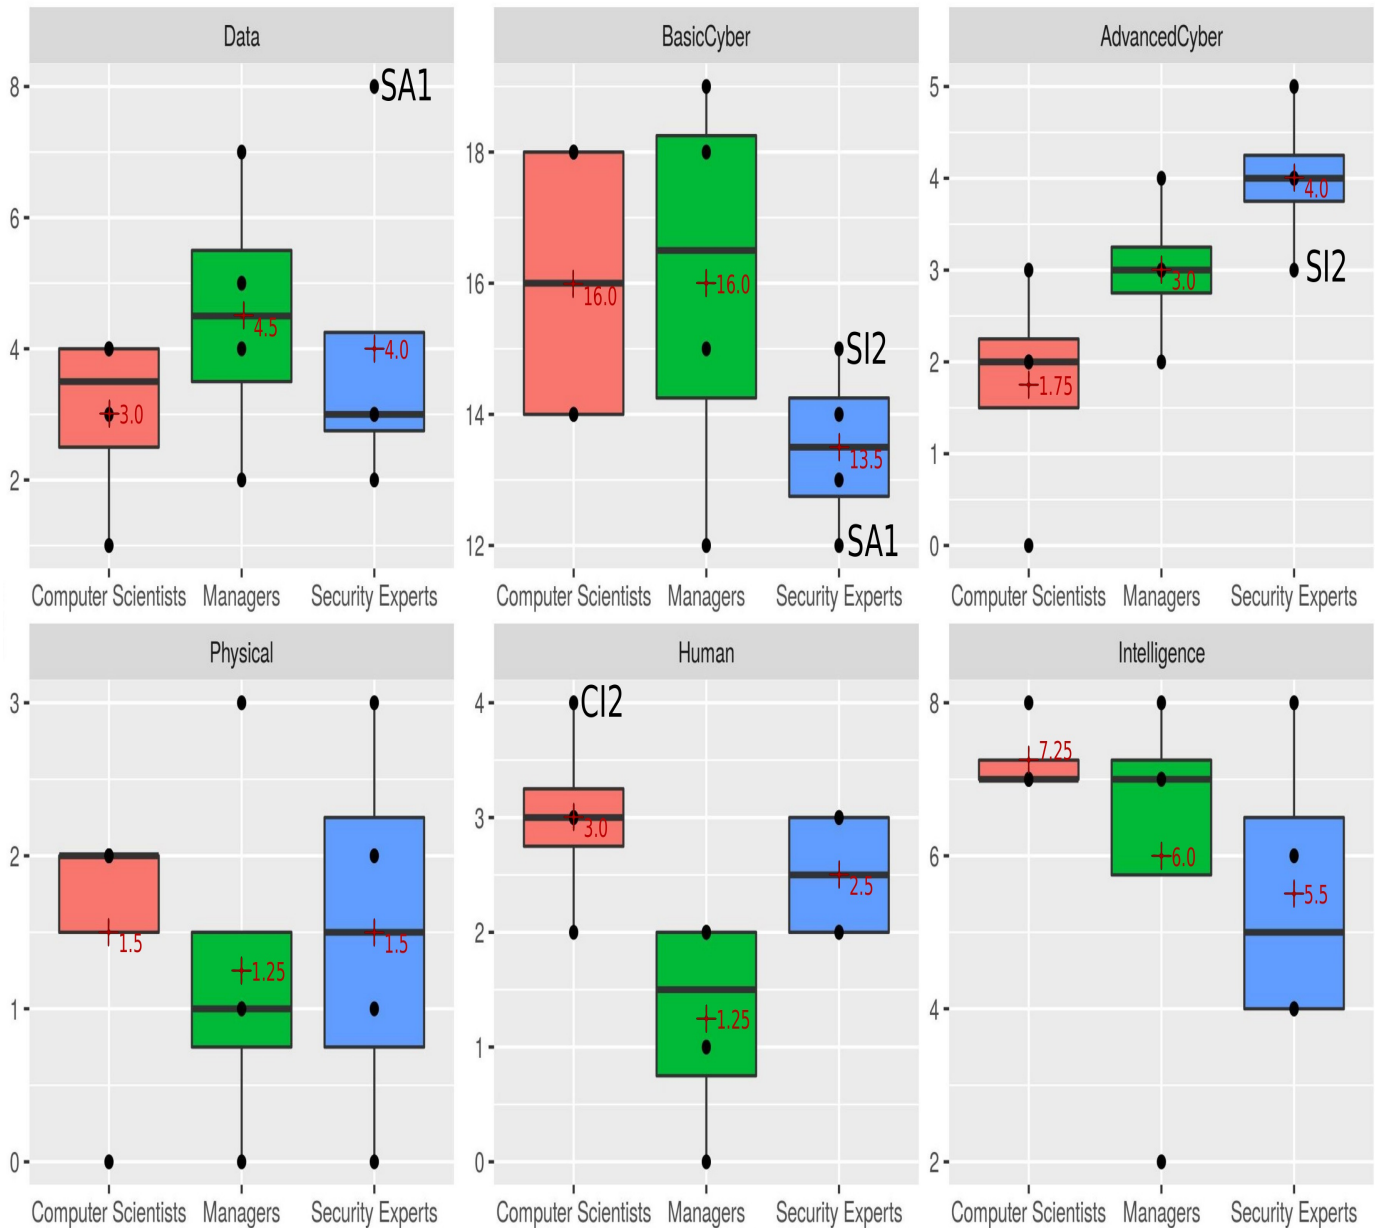 Data
BasicCyber
AdvancedCyber
8
6
4
2
SA1
3.0
4.5
4.0
Computer Scientists
Managers
Security Experts
18
16
14
12
16.0
16.0
SI2
13.5
SA1
Computer Scientists
Managers
Security Experts
5
4
3
2
1
0
1.75
3.0
4.0
SI2
Computer Scientists
Managers
Security Experts
Physical
Human
Intelligence
3
2
1
0
1.5
1.25
1.5
Computer Scientists
Managers
Security Experts
4
3
2
1
0
CI2
3.0
1.25
2.5
Computer Scientists
Managers
Security Experts
8
6
4
2
7.25
6.0
5.5
Computer Scientists
Managers
Security Experts